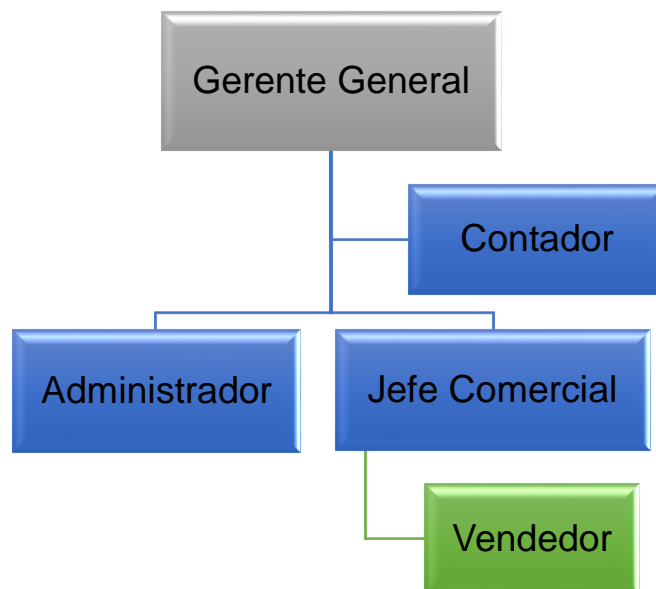 Gerente General
Contador
Administrador
Jefe Comercial
Vendedor